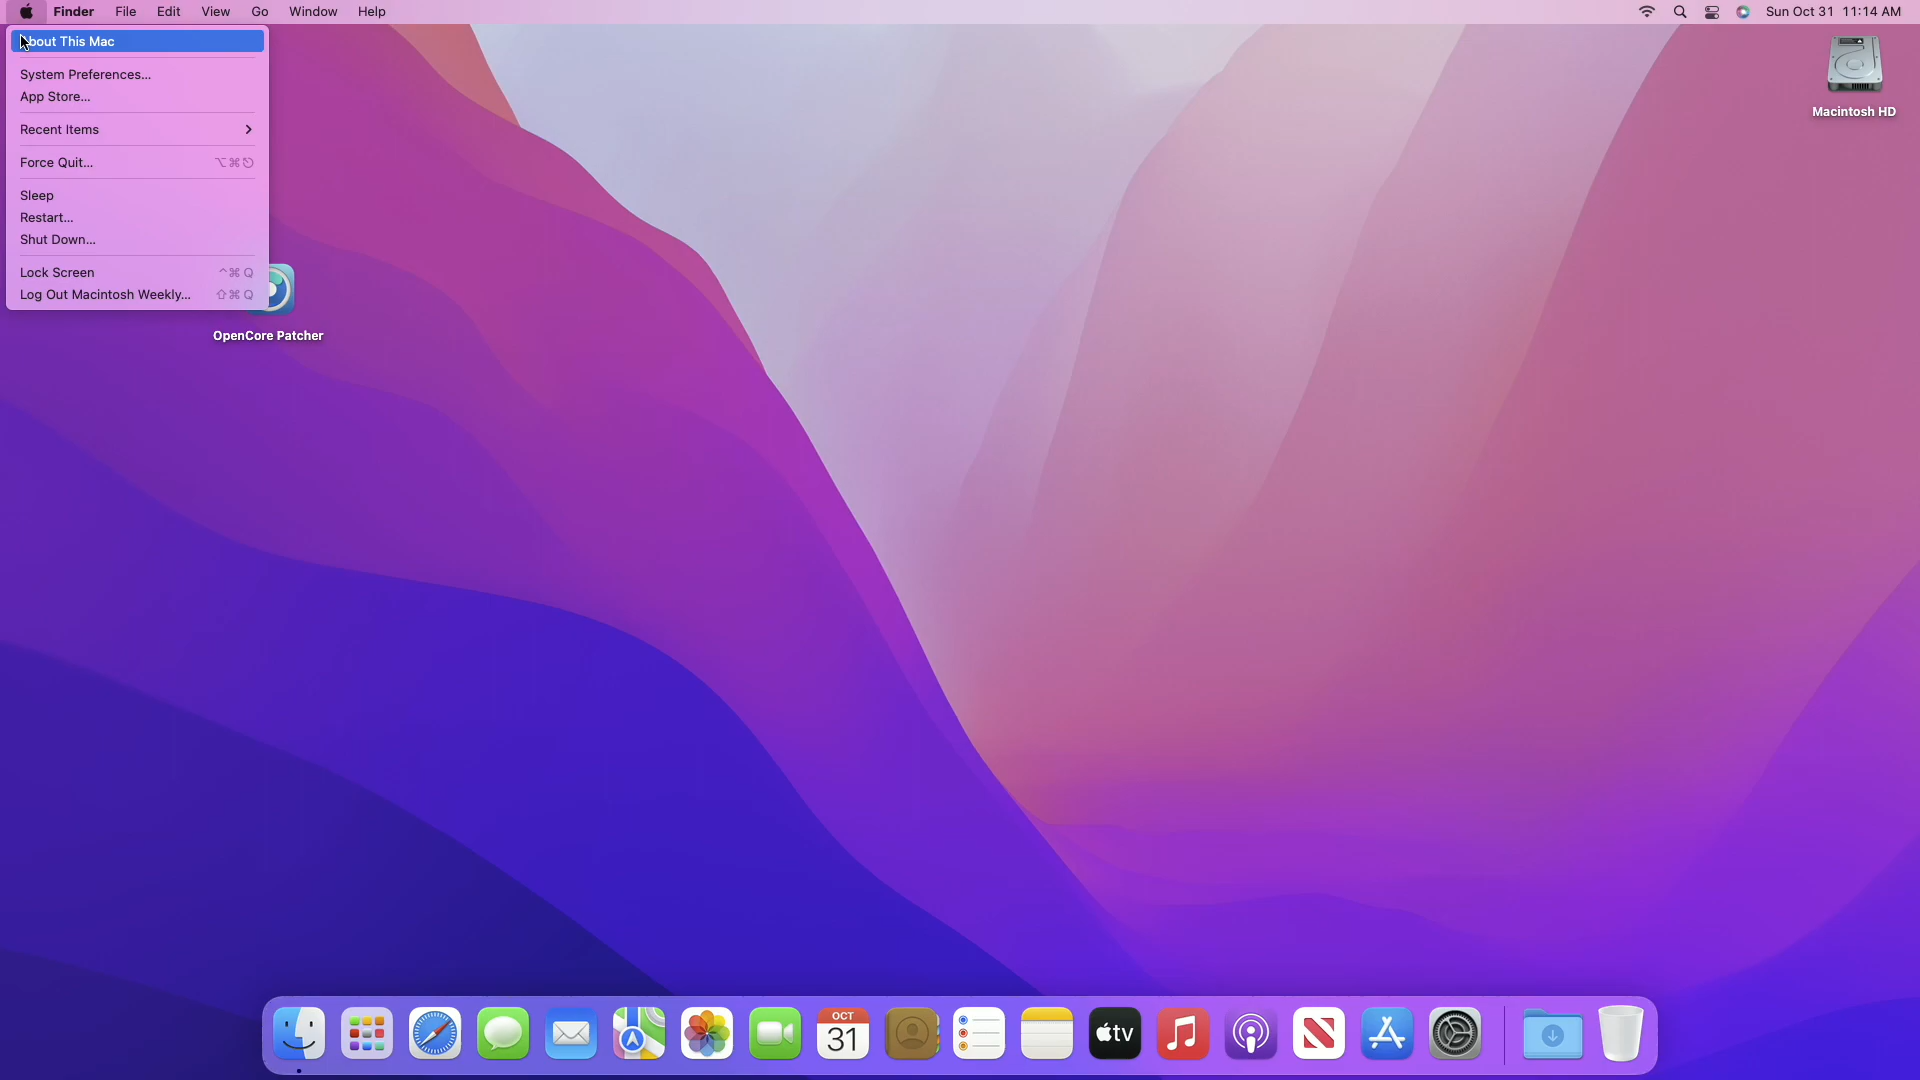 Finder File Edit View Go Window Help Sun Oct 31 11:14 AM
bout This Mac
System Preferences...
App Store...
Recent Items
Force Quit... ⌥⌘⎋
Sleep
Restart...
Shut Down...
Lock Screen ^⌘Q
Log Out Macintosh Weekly... ⇧⌘Q
OpenCore Patcher
Macintosh HD
OCT
31
tv